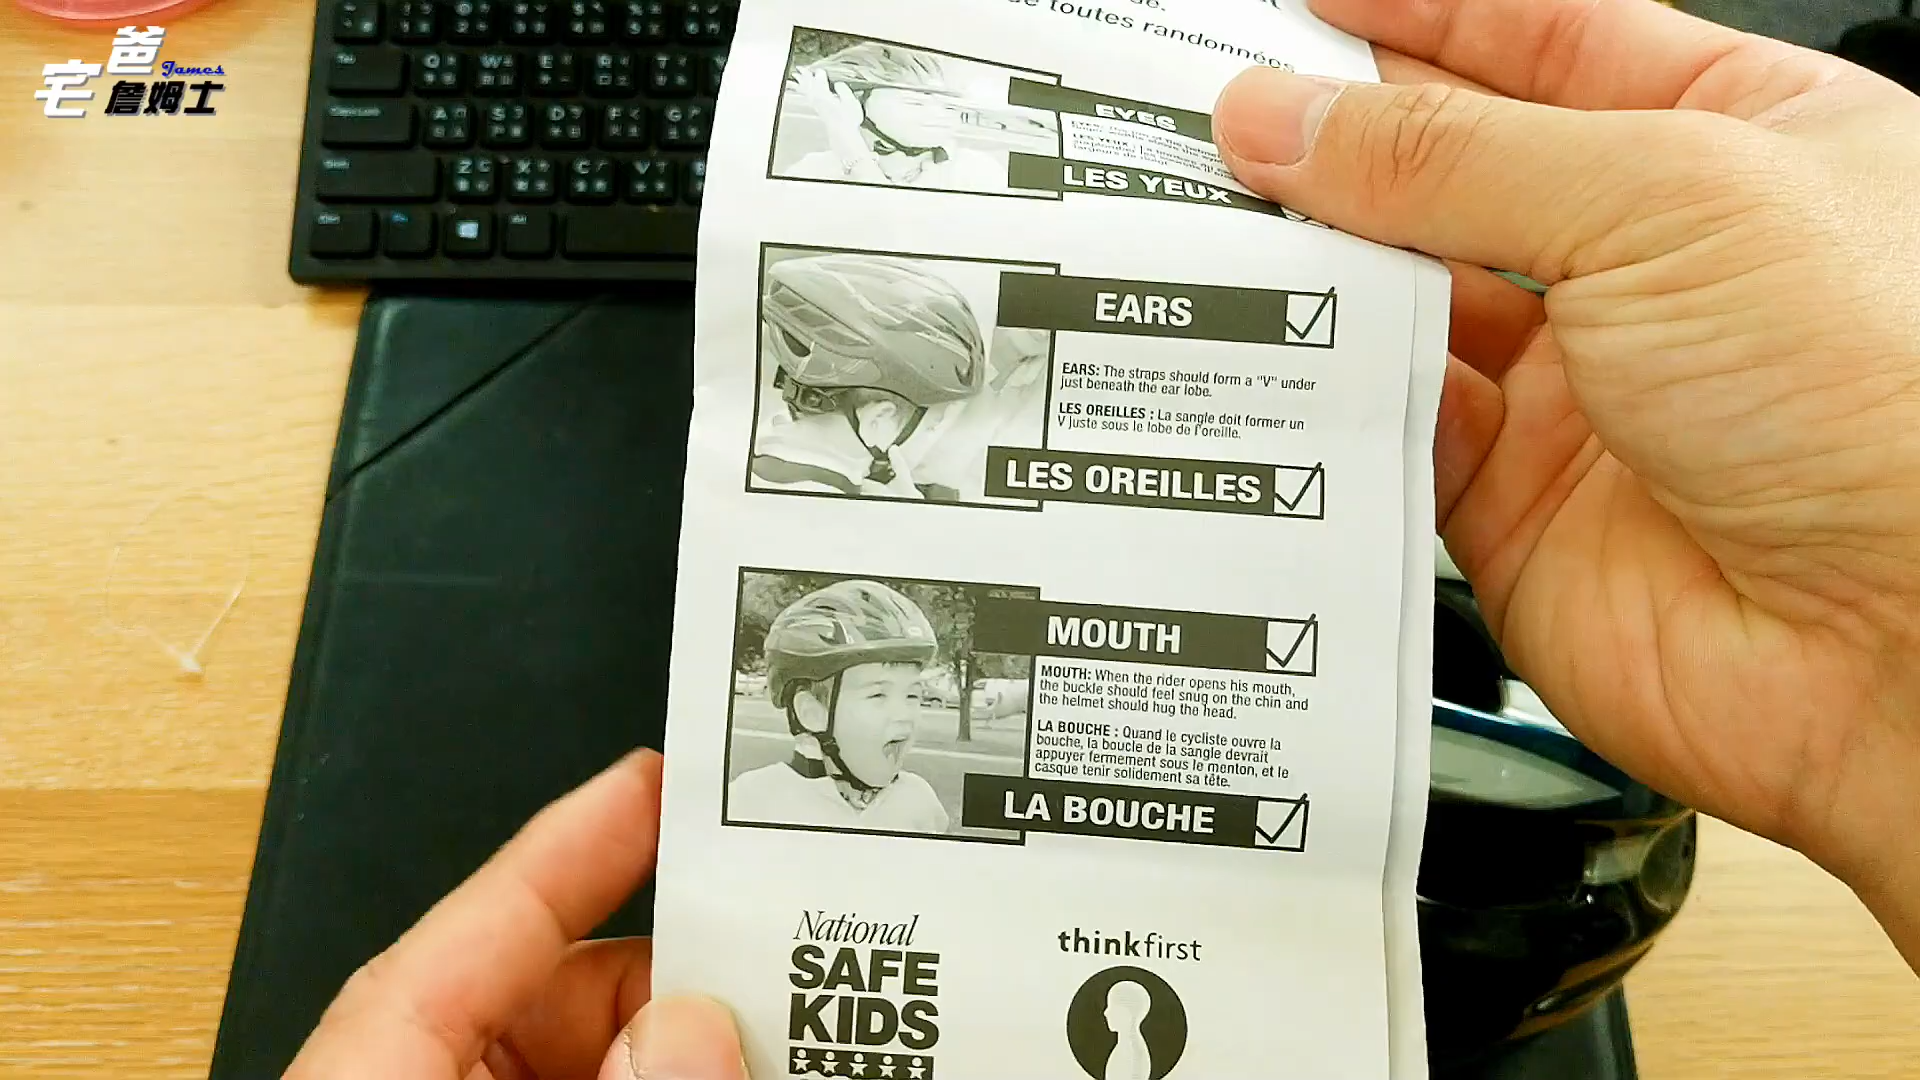 宅爸
James
詹姆士
Q W E R T
A S D F G
Z X C V
de toutes randonnées
EYES
LES YEUX :
LES YEUX
EARS
EARS: The straps should form a "V" under
just beneath the ear lobe.
LES OREILLES : La sangle doit former un
V juste sous le lobe de l'oreille.
LES OREILLES
MOUTH
MOUTH: When the rider opens his mouth,
the buckle should feel snug on the chin and
the helmet should hug the head.
LA BOUCHE : Quand le cycliste ouvre la
bouche, la boucle de la sangle devrait
appuyer fermement sous le menton, et le
casque tenir solidement sa tête.
LA BOUCHE
National
SAFE
KIDS
thinkfirst